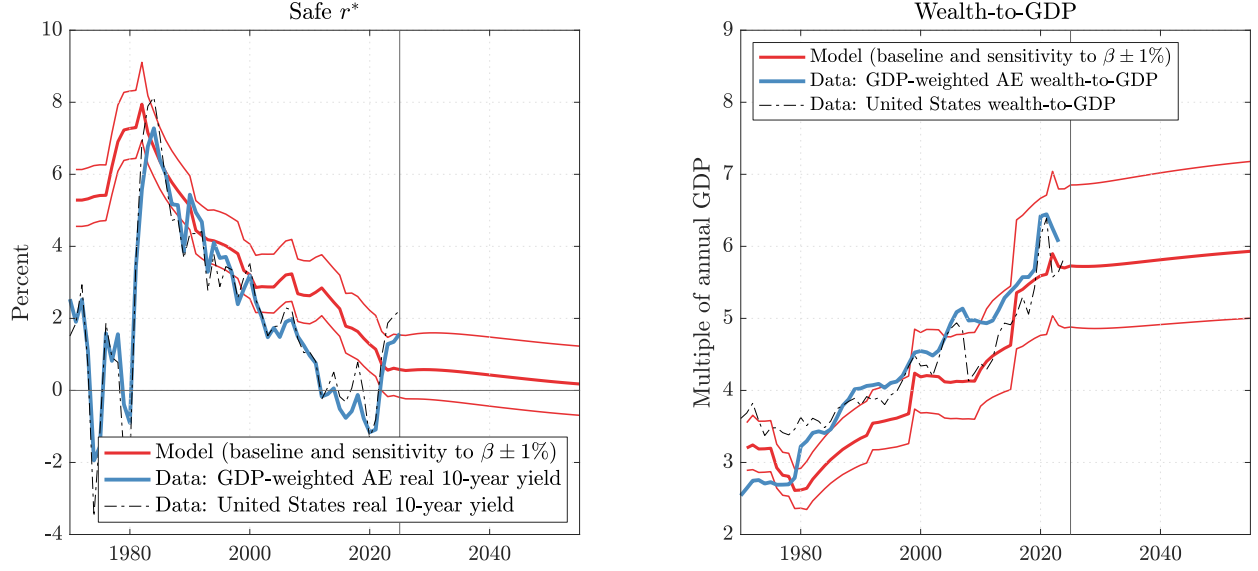 Safe r*
Percent
10
8
6
4
2
0
-2
-4
1980
2000
2020
2040
Model (baseline and sensitivity to β ± 1%)
Data: GDP-weighted AE real 10-year yield
Data: United States real 10-year yield
Wealth-to-GDP
Multiple of annual GDP
9
8
7
6
5
4
3
2
1980
2000
2020
2040
Model (baseline and sensitivity to β ± 1%)
Data: GDP-weighted AE wealth-to-GDP
Data: United States wealth-to-GDP